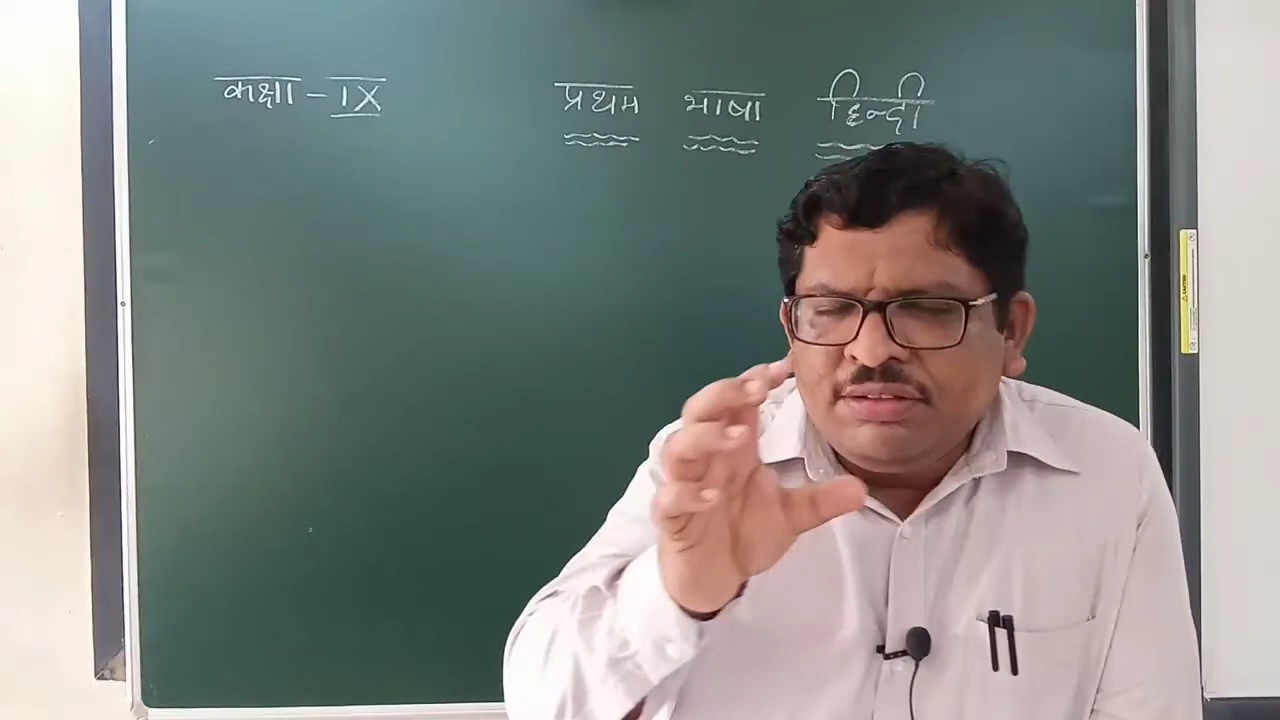 कक्षा - IX प्रथम भाषा हिन्दी